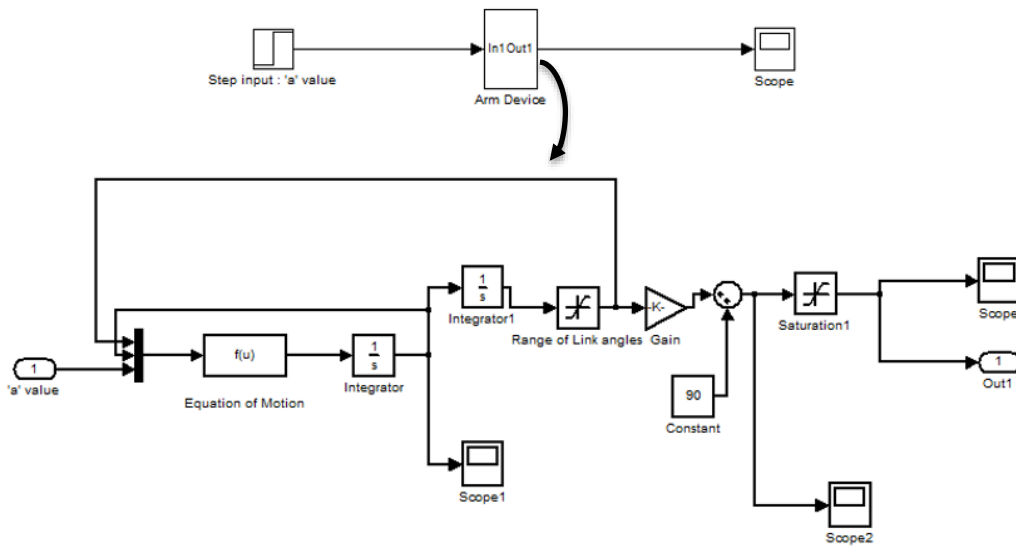 In1 Out1
Step input : 'a' value
Scope
Arm Device
1
s
Integrator1
Range of Link angles
-K-
Gain
Saturation1
Scope
1
'a' value
f(u)
Equation of Motion
1
s
Integrator
90
Constant
1
Out1
Scope1
Scope2